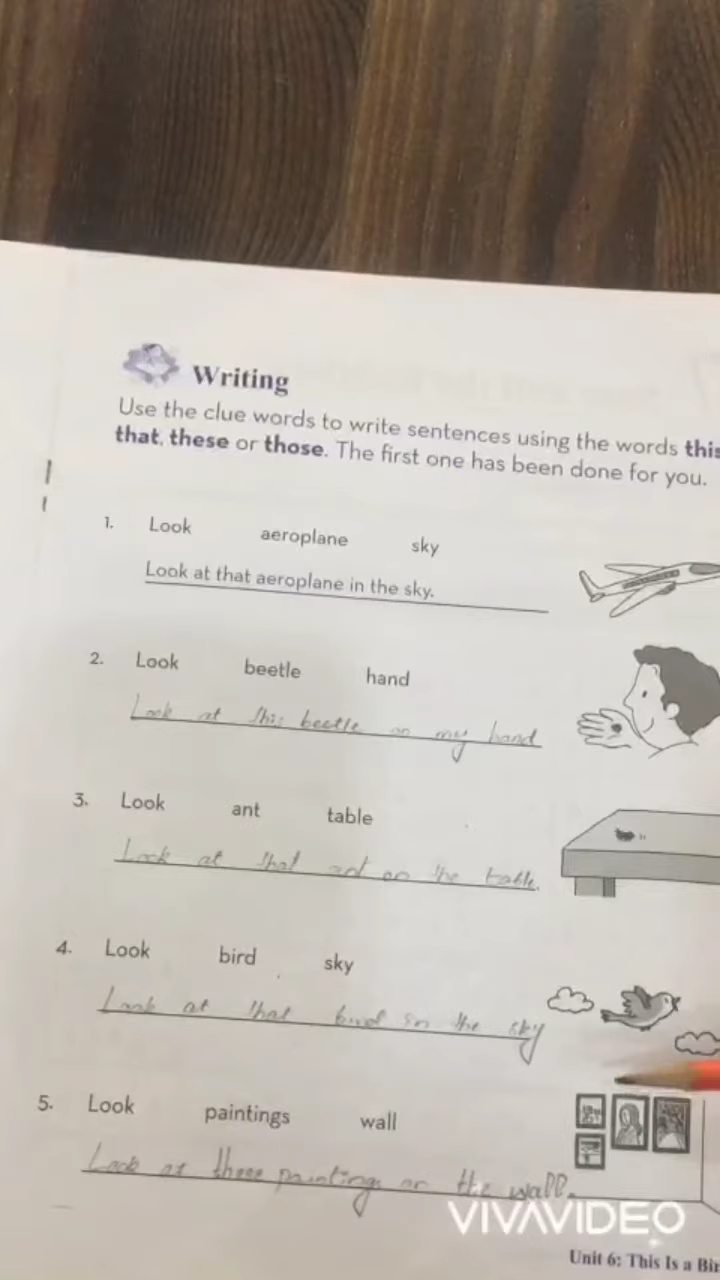 Writing
Use the clue words to write sentences using the words this
that, these or those. The first one has been done for you.
1. Look aeroplane sky
Look at that aeroplane in the sky.
2. Look beetle hand
Look at this beetle on my hand
3. Look ant table
Look at that ant on the table.
4. Look bird sky
Look at that bird in the sky
5. Look paintings wall
Look at paintings on the wall.
VIVAVIDEO
Unit 6: This Is a Bir